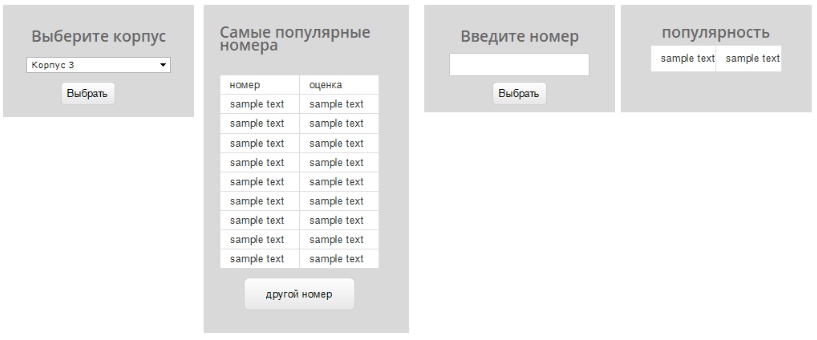 Выберите корпус
Корпус 3
Выбрать
Самые популярные
номера
номер оценка
sample text sample text
sample text sample text
sample text sample text
sample text sample text
sample text sample text
sample text sample text
sample text sample text
sample text sample text
sample text sample text
другой номер
Введите номер
Выбрать
популярность
sample text sample text